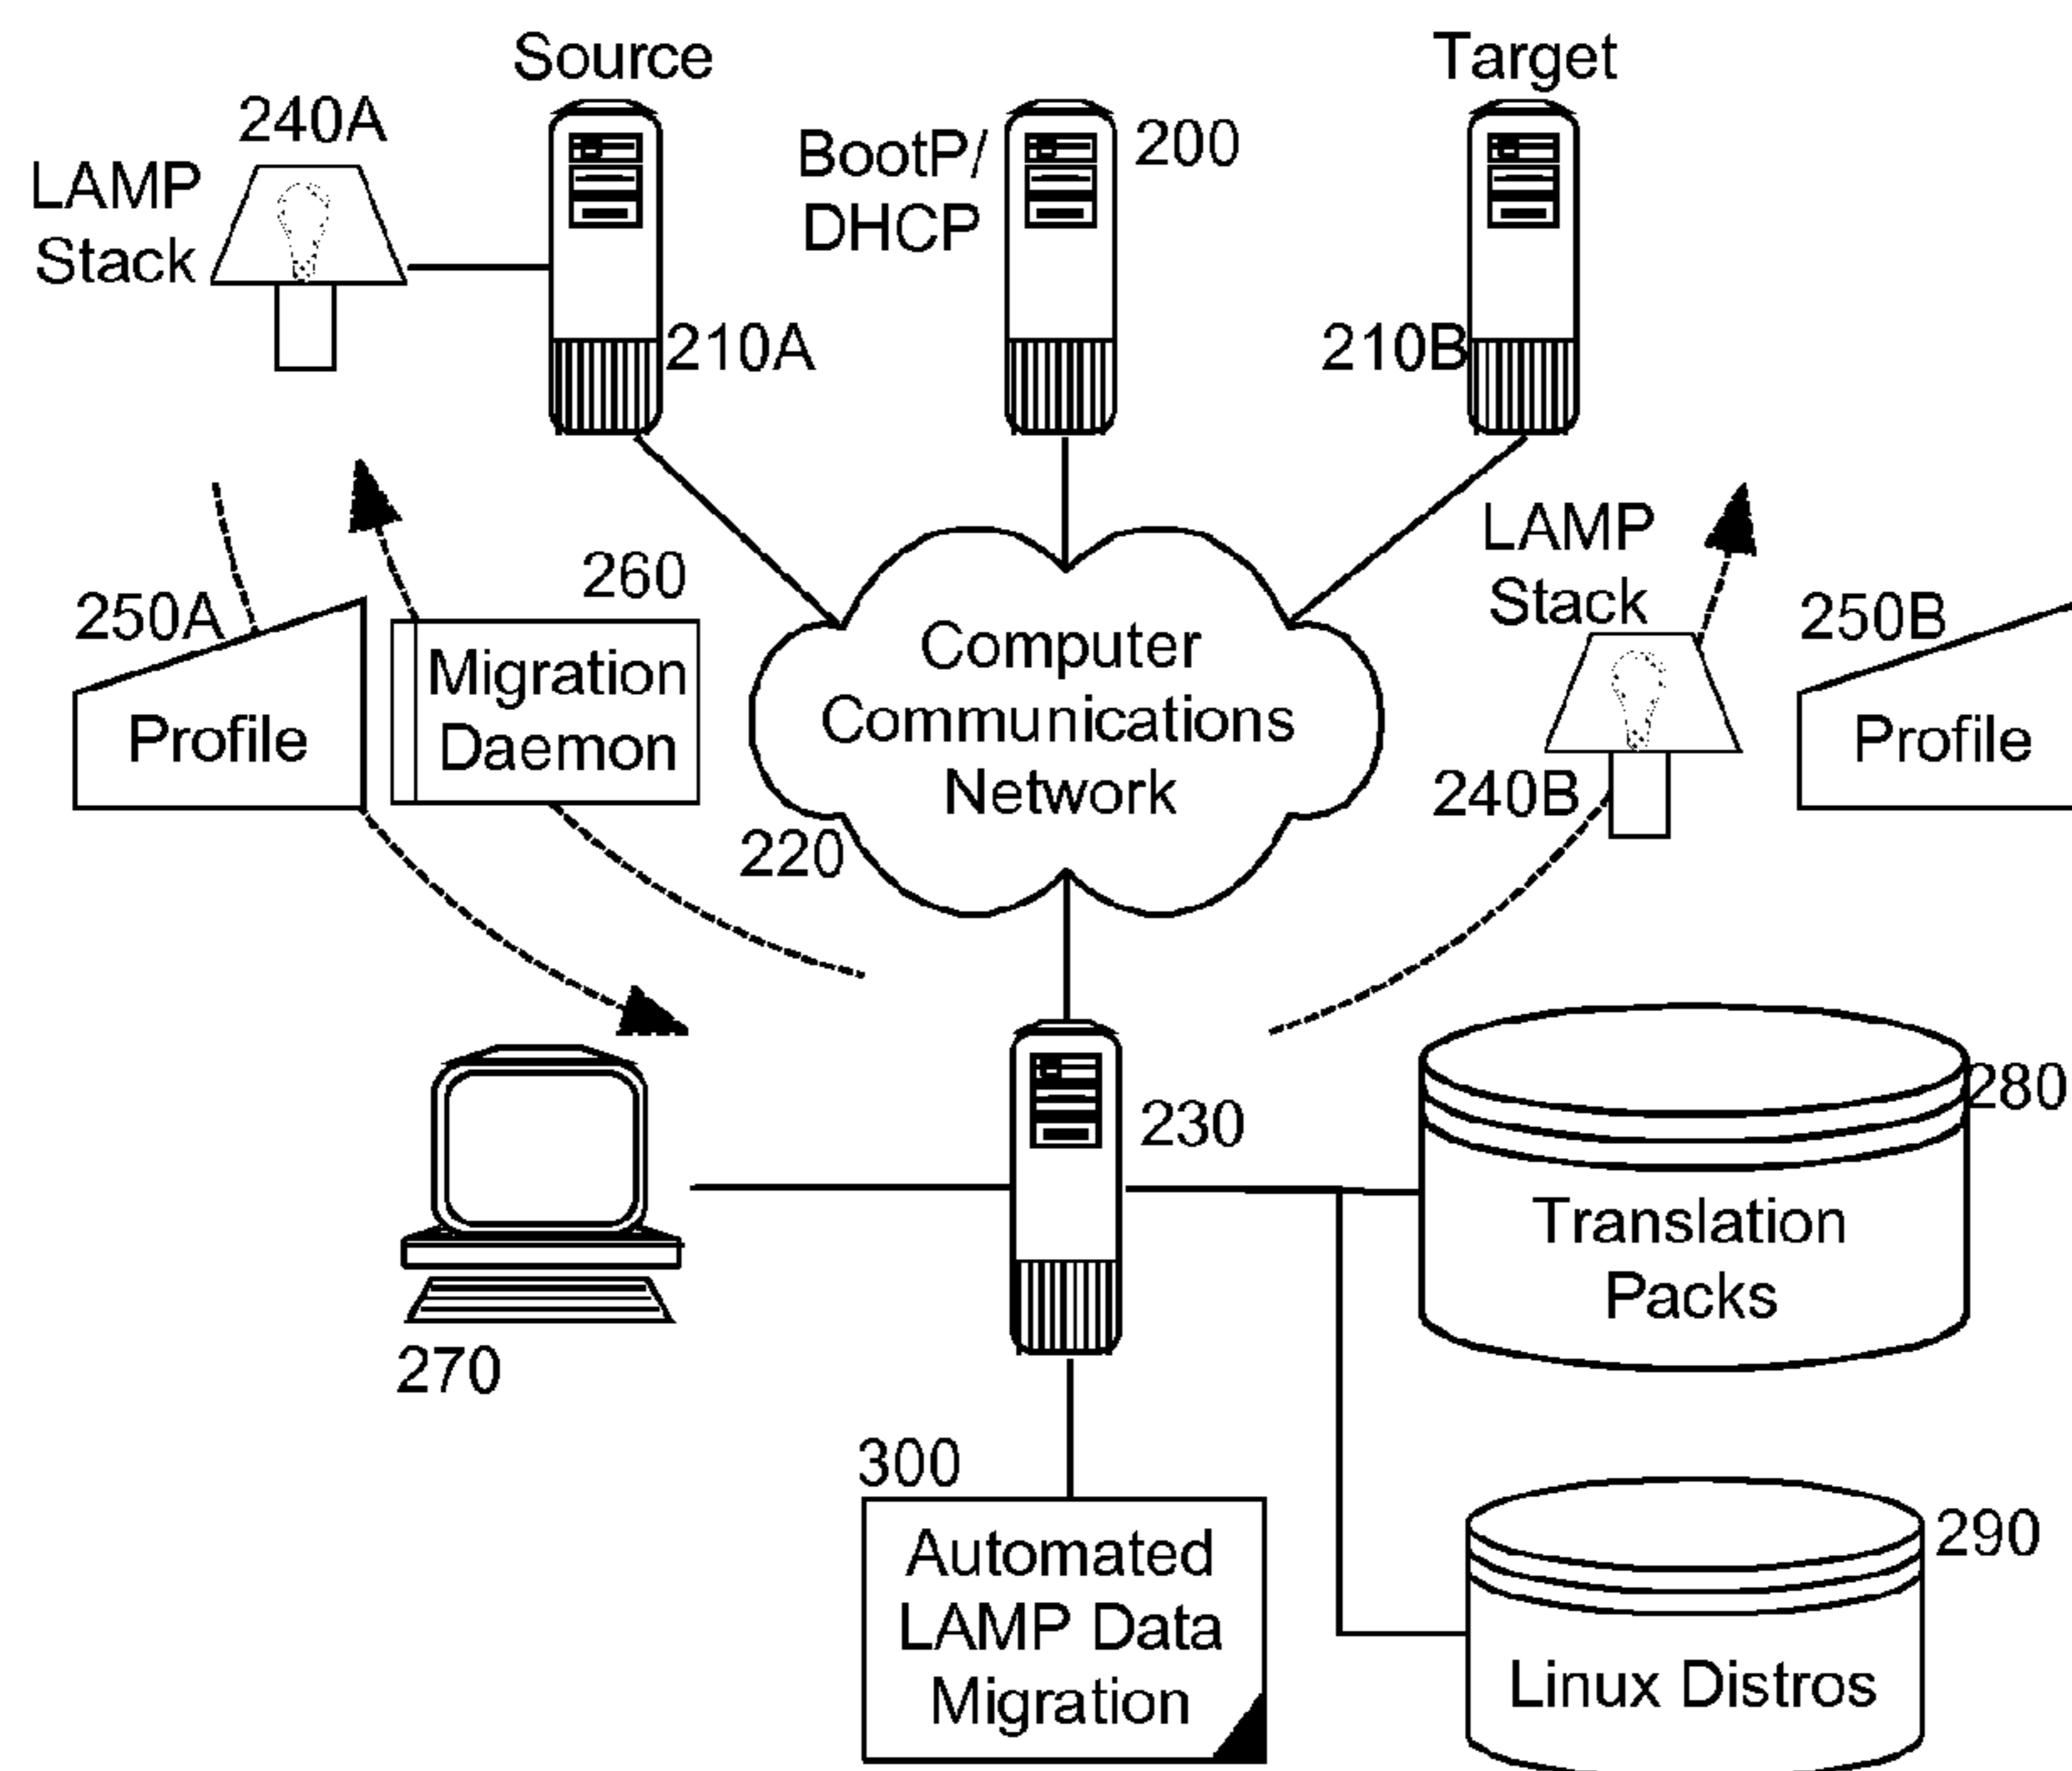 Source
Target
240A
LAMP
Stack
BootP/
DHCP
200
210A
210B
250A
Profile
260
Migration
Daemon
Computer
Communications
Network
220
LAMP
Stack
240B
250B
Profile
230
280
Translation
Packs
270
300
Automated
LAMP Data
Migration
290
Linux Distros